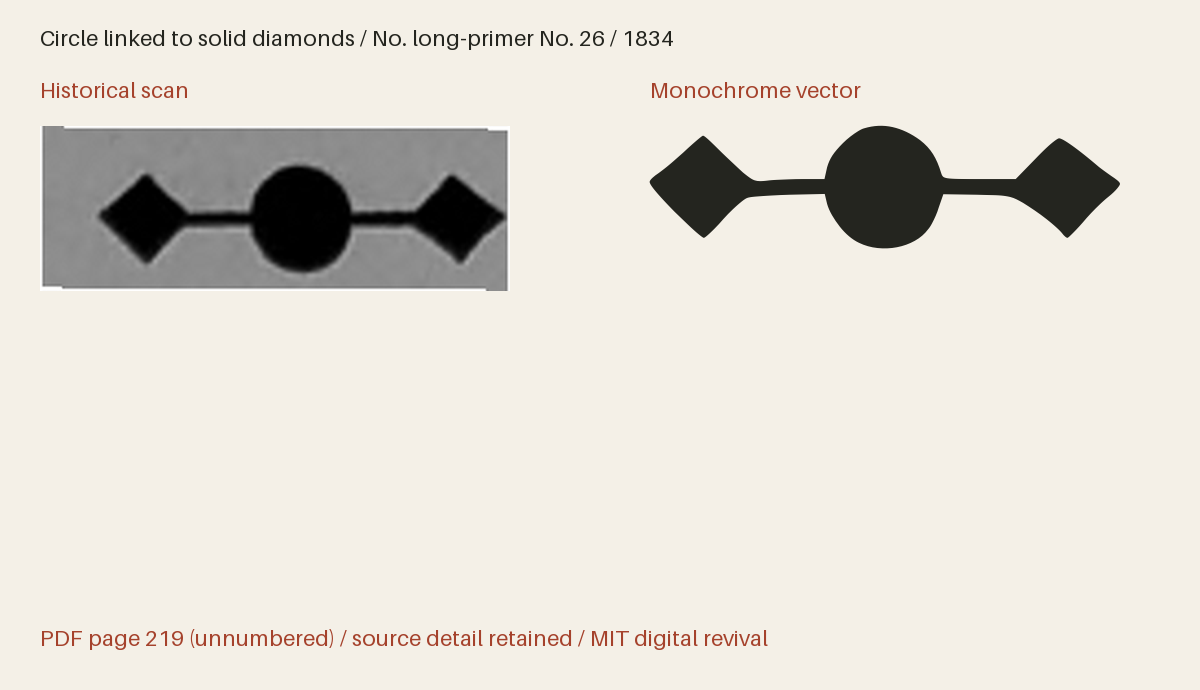 Circle linked to solid diamonds / No. long-primer No. 26 / 1834
Historical scan
Monochrome vector
PDF page 219 (unnumbered) / source detail retained / MIT digital revival